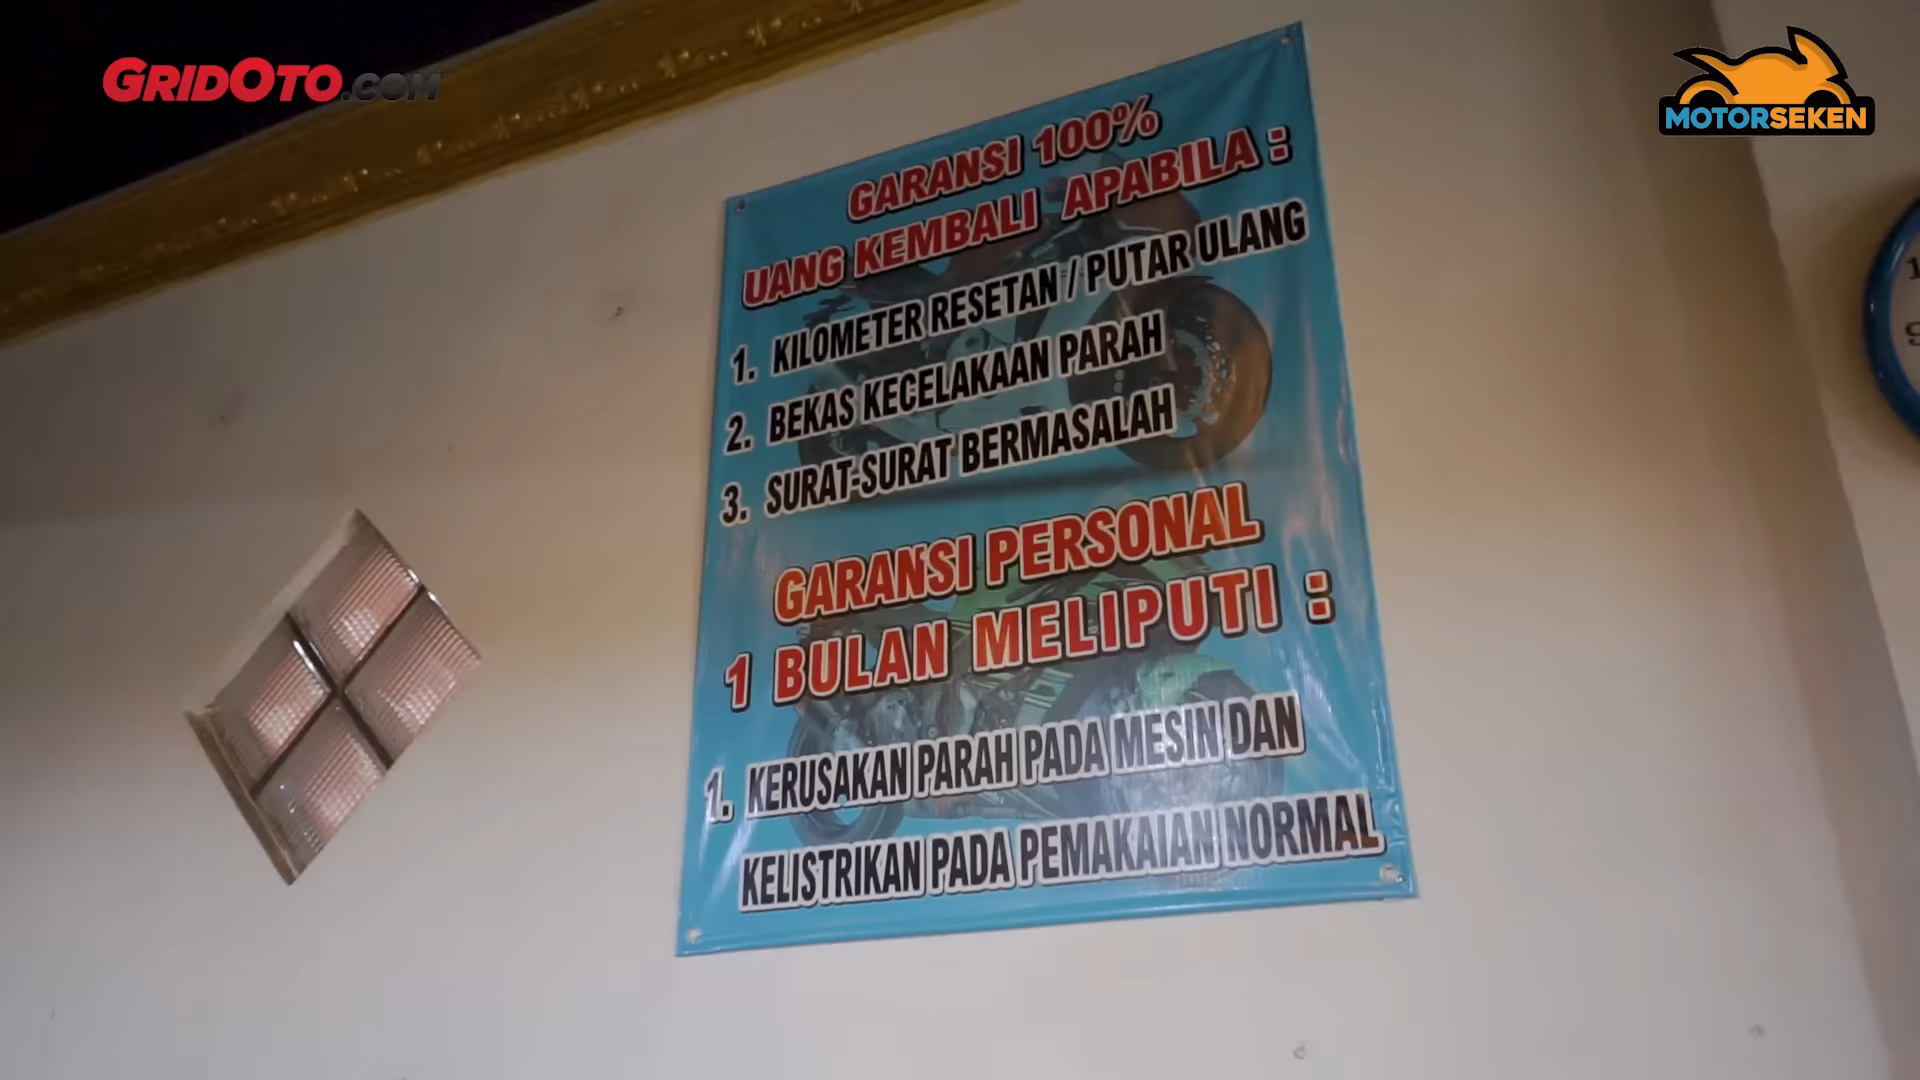 GRIDOTO.COM
MOTORSEKEN
GARANSI 100%
UANG KEMBALI APABILA :
1. KILOMETER RESETAN / PUTAR ULANG
2. BEKAS KECELAKAAN PARAH
3. SURAT-SURAT BERMASALAH
GARANSI PERSONAL
1 BULAN MELIPUTI :
1. KERUSAKAN PARAH PADA MESIN DAN
KELISTRIKAN PADA PEMAKAIAN NORMAL